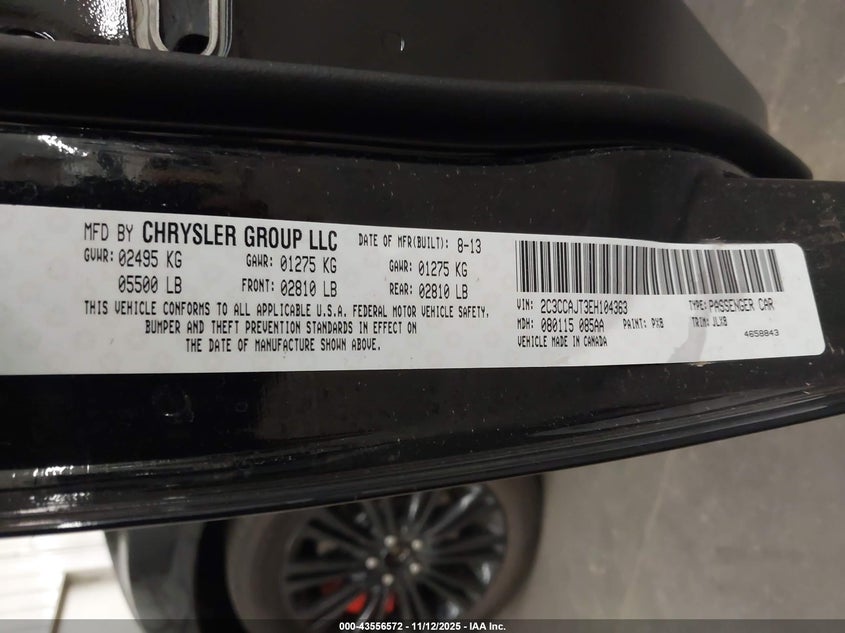 MFD BY CHRYSLER GROUP LLC DATE OF MFR(BUILT): 8-13
GVWR: 02495 KG GAWR: 01275 KG GAWR: 01275 KG
05500 LB FRONT: 02810 LB REAR: 02810 LB
THIS VEHICLE CONFORMS TO ALL APPLICABLE U.S.A. FEDERAL MOTOR VEHICLE SAFETY,
BUMPER AND THEFT PREVENTION STANDARDS IN EFFECT ON
THE DATE OF MANUFACTURE SHOWN ABOVE.
VIN: 2C3CCAJT3EH104363 TYPE: PASSENGER CAR
MDH: 080115 085AA PAINT: PX8 TRIM: JLX8
VEHICLE MADE IN CANADA 4658843
000-43556572 - 11/12/2025 - IAA Inc.